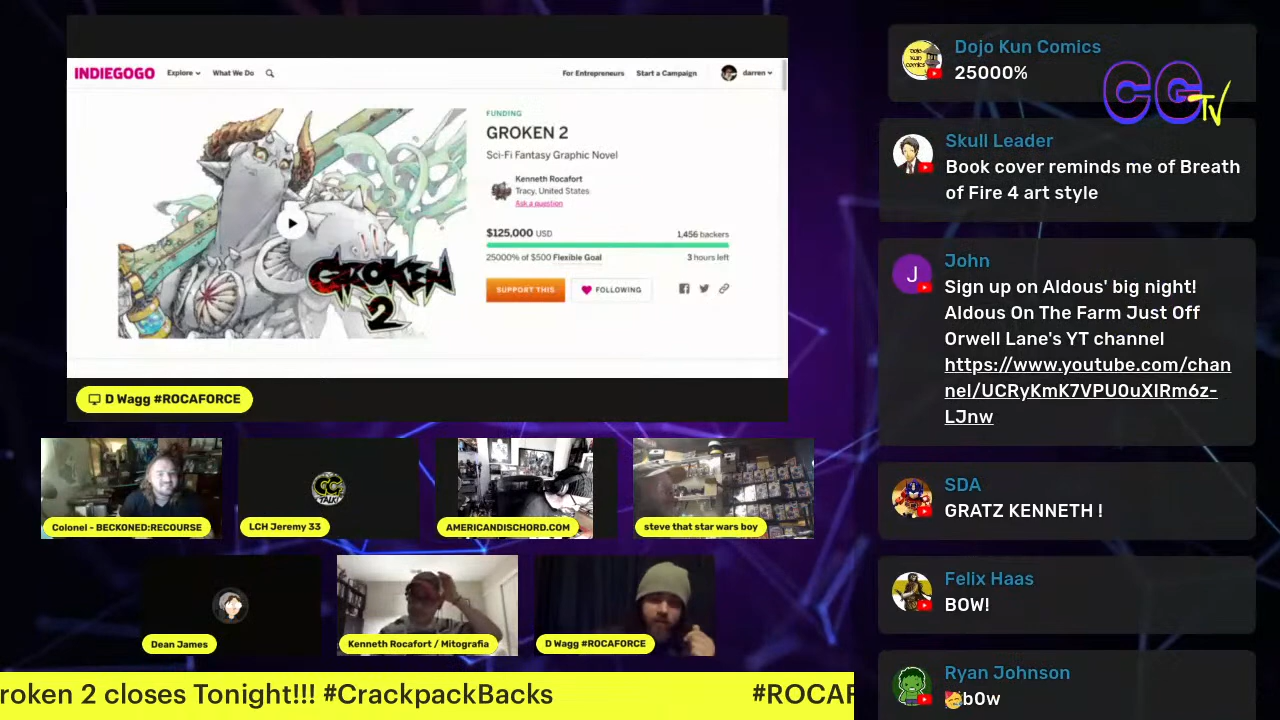 INDIEGOGO
Explore
What We Do
For Entrepreneurs
Start a Campaign
darren
GROKEN
2
FUNDING
GROKEN 2
Sci-Fi Fantasy Graphic Novel
Kenneth Rocafort
Tracy, United States
Ask a question
$125,000 USD
1,456 backers
25000% of $500 Flexible Goal
3 hours left
SUPPORT THIS
FOLLOWING
D Wagg #ROCAFORCE
Colonel - BECKONED:RECOURSE
CG
TALK!
LCH Jeremy 33
AMERICANDISCHORD.COM
steve that star wars boy
Dean James
Kenneth Rocafort / Mitografia
D Wagg #ROCAFORCE
roken 2 closes Tonight!!! #CrackpackBacks
#ROCAF
CGTV
Dojo Kun Comics
25000%
Skull Leader
Book cover reminds me of Breath
of Fire 4 art style
J
John
Sign up on Aldous' big night!
Aldous On The Farm Just Off
Orwell Lane's YT channel
https://www.youtube.com/chan
nel/UCRyKmK7VPU0uXIRm6z-
LJnw
SDA
GRATZ KENNETH !
Felix Haas
BOW!
Ryan Johnson
🥳b0w